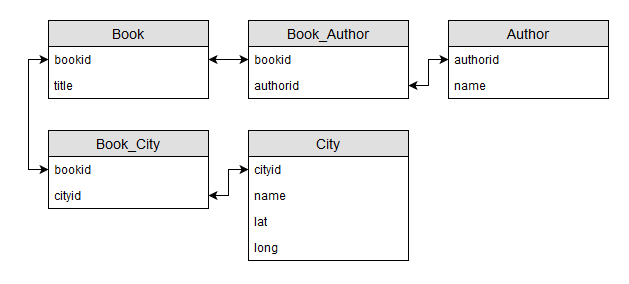 Book
bookid
title
Book_Author
bookid
authorid
Author
authorid
name
Book_City
bookid
cityid
City
cityid
name
lat
long